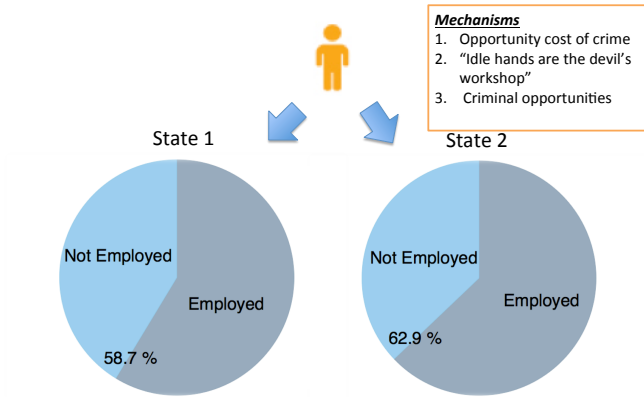 Mechanisms
1. Opportunity cost of crime
2. “Idle hands are the devil’s
workshop”
3. Criminal opportunities
State 1
State 2
Not Employed
Employed
58.7 %
Not Employed
Employed
62.9 %